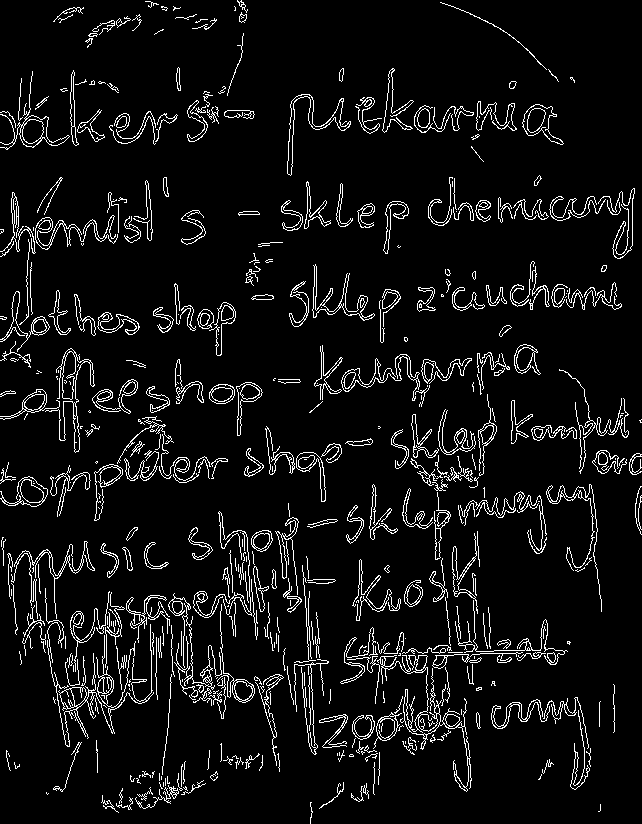 baker's - piekarnia
chemist's - sklep chemiczny
clothes shop - sklep z ciuchami
coffee shop - kawiarnia
computer shop - sklep komput
music shop - sklep muzyczny
newsagent's - kiosk
pet shop - sklep z zab.
zoologiczny